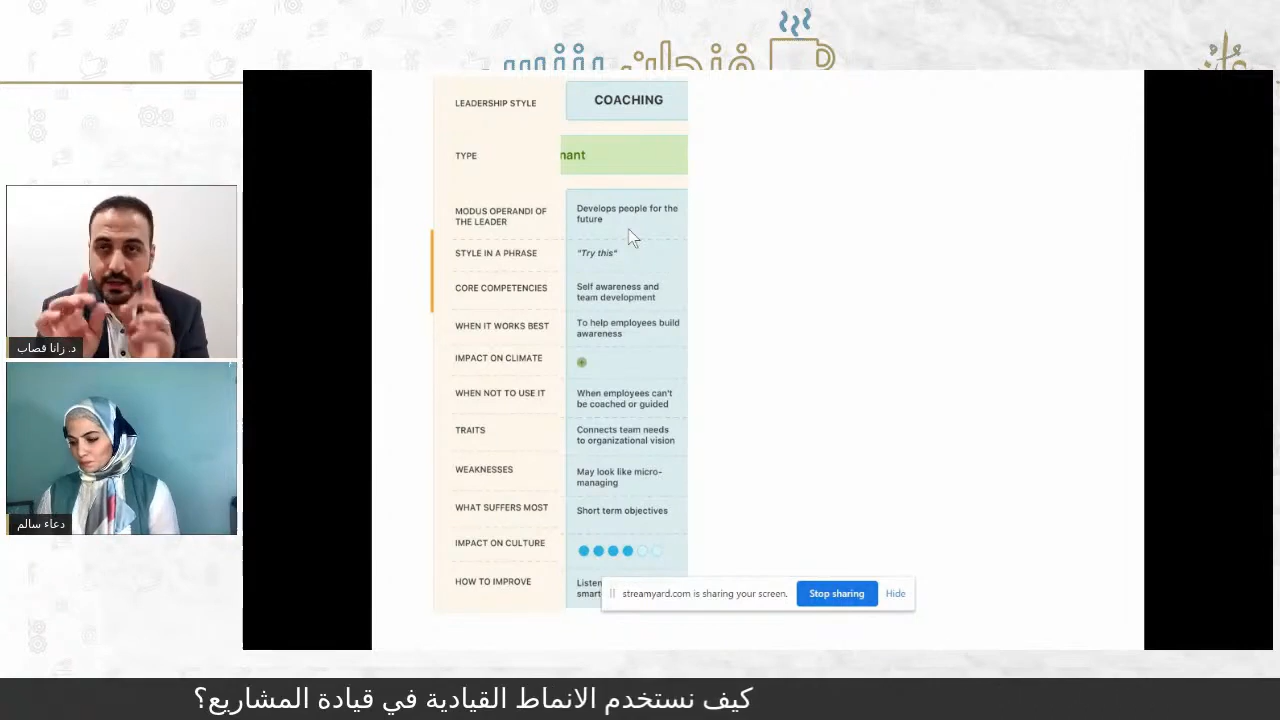 فنجان بزنس
LEADERSHIP STYLE
COACHING
TYPE
nant
MODUS OPERANDI OF
THE LEADER
Develops people for the
future
STYLE IN A PHRASE
"Try this"
CORE COMPETENCIES
Self awareness and
team development
WHEN IT WORKS BEST
To help employees build
awareness
IMPACT ON CLIMATE
WHEN NOT TO USE IT
When employees can't
be coached or guided
TRAITS
Connects team needs
to organizational vision
WEAKNESSES
May look like micro-
managing
WHAT SUFFERS MOST
Short term objectives
IMPACT ON CULTURE
HOW TO IMPROVE
Listen
smart
streamyard.com is sharing your screen.
Stop sharing
Hide
د. زانا قصاب
دعاء سالم
كيف نستخدم الانماط القيادية في قيادة المشاريع؟